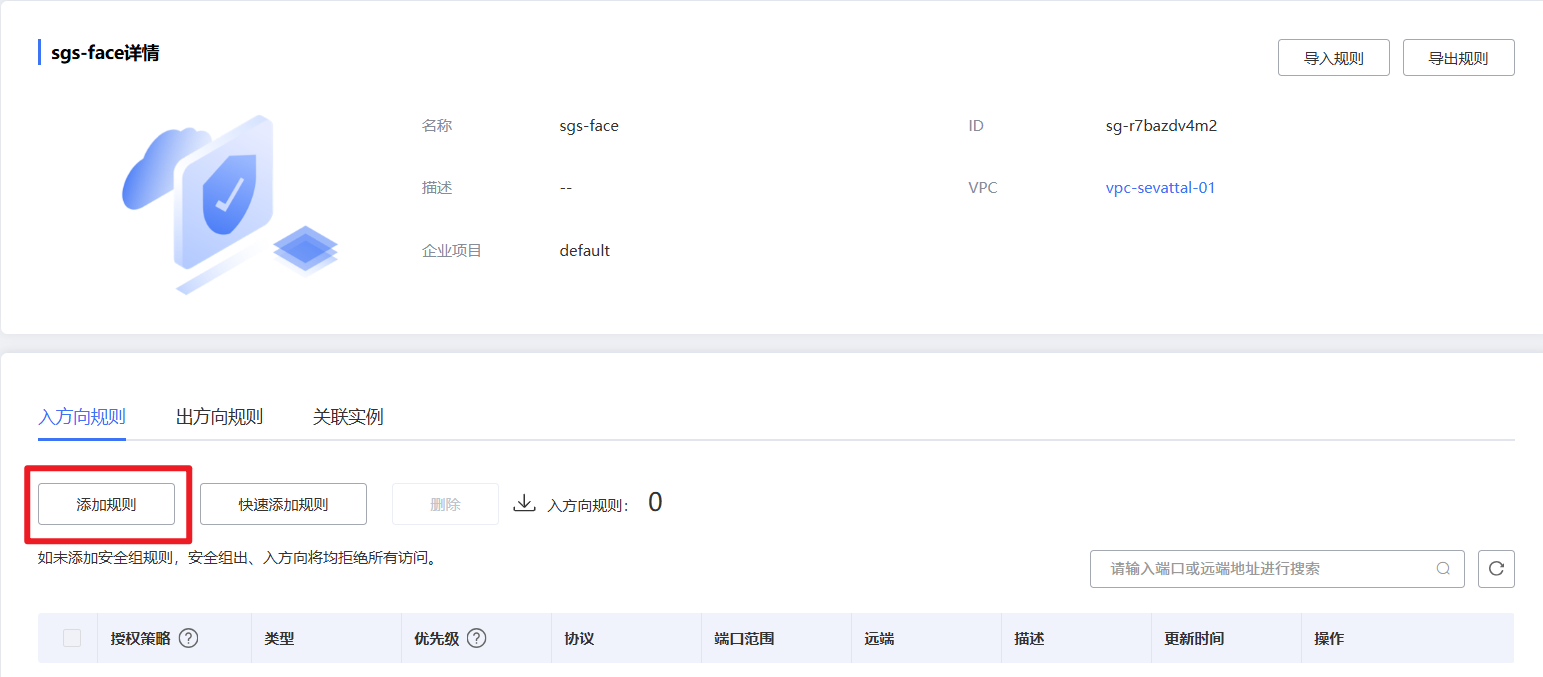 sgs-face详情
导入规则 导出规则
名称 sgs-face ID sg-r7bazdv4m2
描述 -- VPC vpc-sevattal-01
企业项目 default
入方向规则 出方向规则 关联实例
添加规则 快速添加规则 删除 入方向规则： 0
如未添加安全组规则，安全组出、入方向将均拒绝所有访问。
请输入端口或远端地址进行搜索
授权策略 ? 类型 优先级 ? 协议 端口范围 远端 描述 更新时间 操作